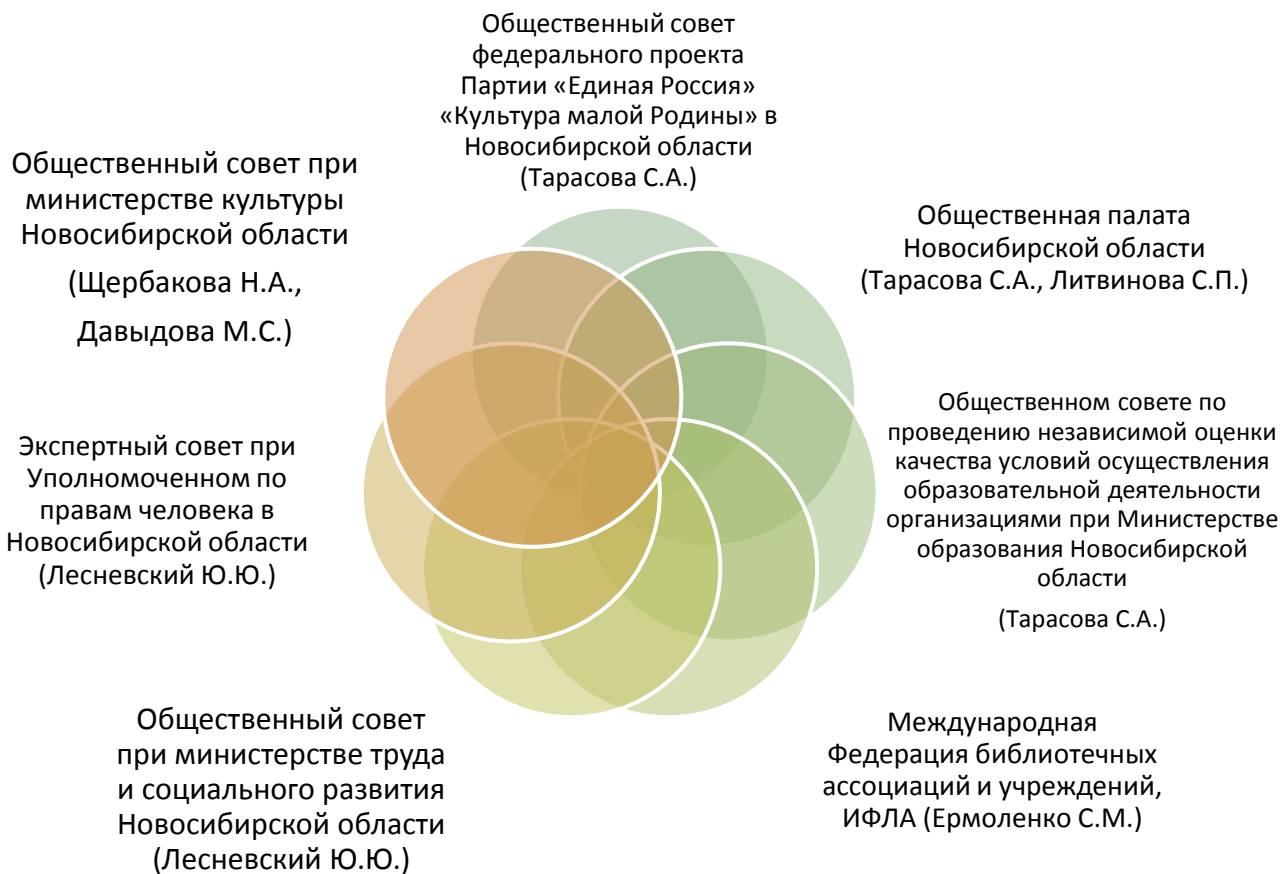 Общественный совет
федерального проекта
Партии «Единая Россия»
«Культура малой Родины» в
Новосибирской области
(Тарасова С.А.)
Общественная палата
Новосибирской области
(Тарасова С.А., Литвинова С.П.)
Общественном совете по
проведению независимой оценки
качества условий осуществления
образовательной деятельности
организациями при Министерстве
образования Новосибирской
области
(Тарасова С.А.)
Международная
Федерация библиотечных
ассоциаций и учреждений,
ИФЛА (Ермоленко С.М.)
Общественный совет
при министерстве труда
и социального развития
Новосибирской области
(Лесневский Ю.Ю.)
Экспертный совет при
Уполномоченном по
правам человека в
Новосибирской области
(Лесневский Ю.Ю.)
Общественный совет при
министерстве культуры
Новосибирской области
(Щербакова Н.А.,
Давыдова М.С.)